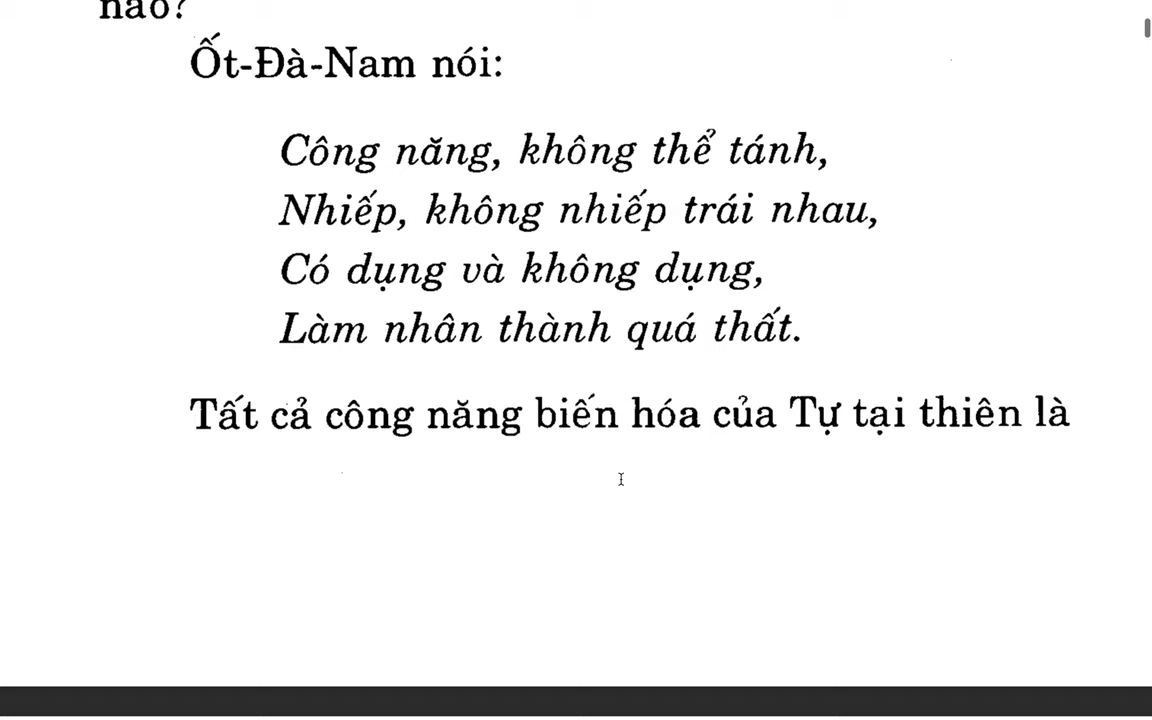 nào?
Ốt-Đà-Nam nói:
Công năng, không thể tánh,
Nhiếp, không nhiếp trái nhau,
Có dụng và không dụng,
Làm nhân thành quá thất.
Tất cả công năng biến hóa của Tự tại thiên là